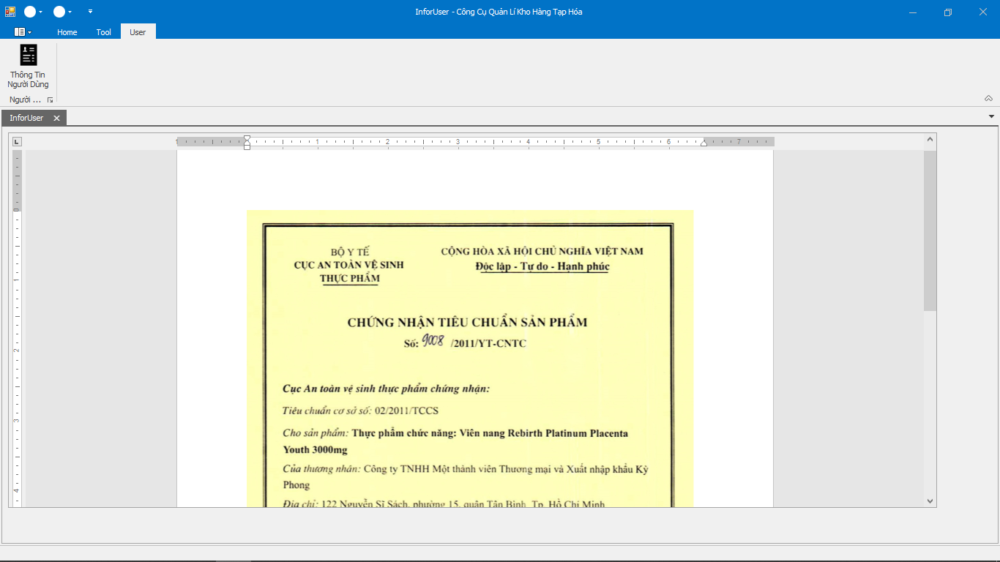 InforUser - Công Cụ Quản Lí Kho Hàng Tạp Hóa
Home Tool User
Thông Tin
Người Dùng
Người ...
InforUser
1 1 2 3 4 5 6 7
0
1
2
3
4
BỘ Y TẾ
CỤC AN TOÀN VỆ SINH
THỰC PHẨM
CỘNG HÒA XÃ HỘI CHỦ NGHĨA VIỆT NAM
Độc lập - Tự do - Hạnh phúc
CHỨNG NHẬN TIÊU CHUẨN SẢN PHẨM
Số: 9008 /2011/YT-CNTC
Cục An toàn vệ sinh thực phẩm chứng nhận:
Tiêu chuẩn cơ sở số: 02/2011/TCCS
Cho sản phẩm: Thực phẩm chức năng: Viên nang Rebirth Platinum Placenta
Youth 3000mg
Của thương nhân: Công ty TNHH Một thành viên Thương mại và Xuất nhập khẩu Kỳ
Phong
Địa chỉ: 122 Nguyễn Sĩ Sách, phường 15, quận Tân Bình, Tp. Hồ Chí Minh